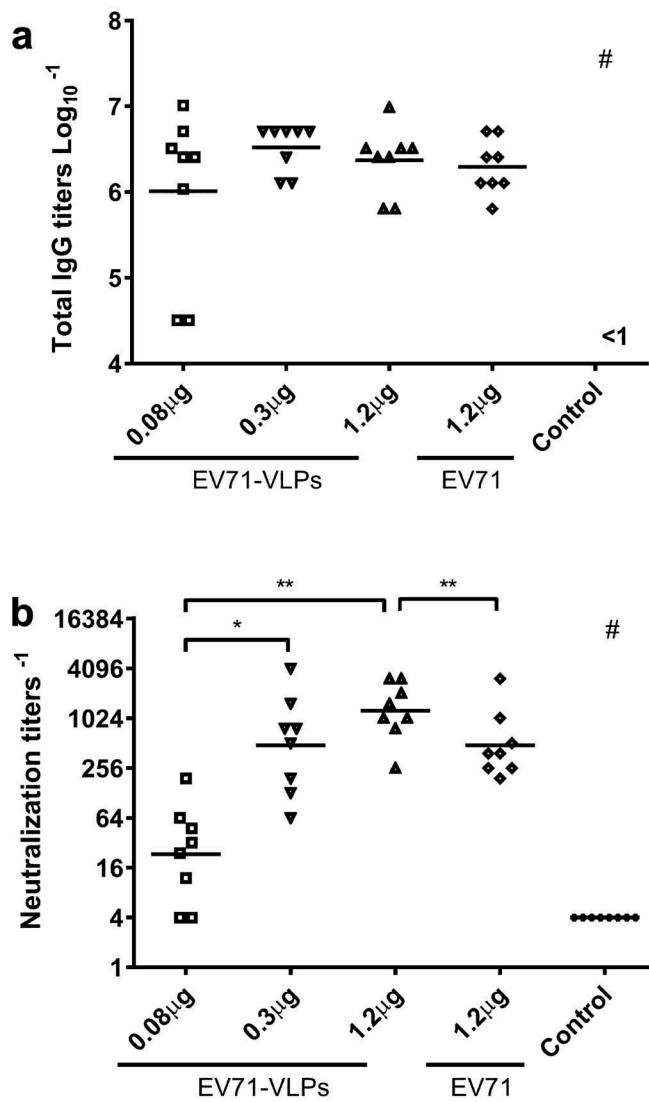 a
Total IgG titers Log10 -1
8
7
6
5
4
#
<1
0.08μg
0.3μg
1.2μg
1.2μg
Control
EV71-VLPs
EV71
b
Neutralization titers -1
16384
4096
1024
256
64
16
4
1
*
**
**
#
0.08μg
0.3μg
1.2μg
1.2μg
Control
EV71-VLPs
EV71